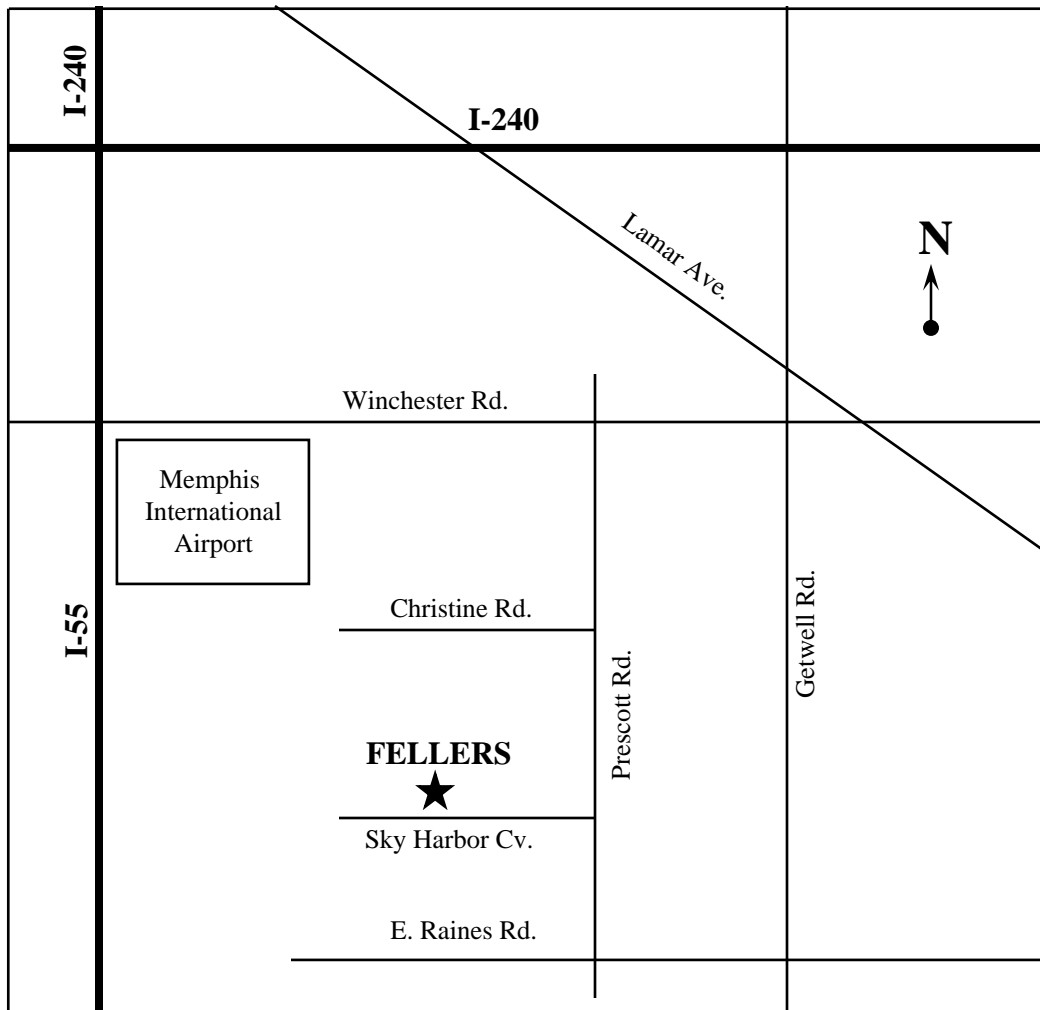 I-240
I-240
Lamar Ave.
N
Winchester Rd.
Memphis
International
Airport
Christine Rd.
I-55
Getwell Rd.
Prescott Rd.
FELLERS
Sky Harbor Cv.
E. Raines Rd.